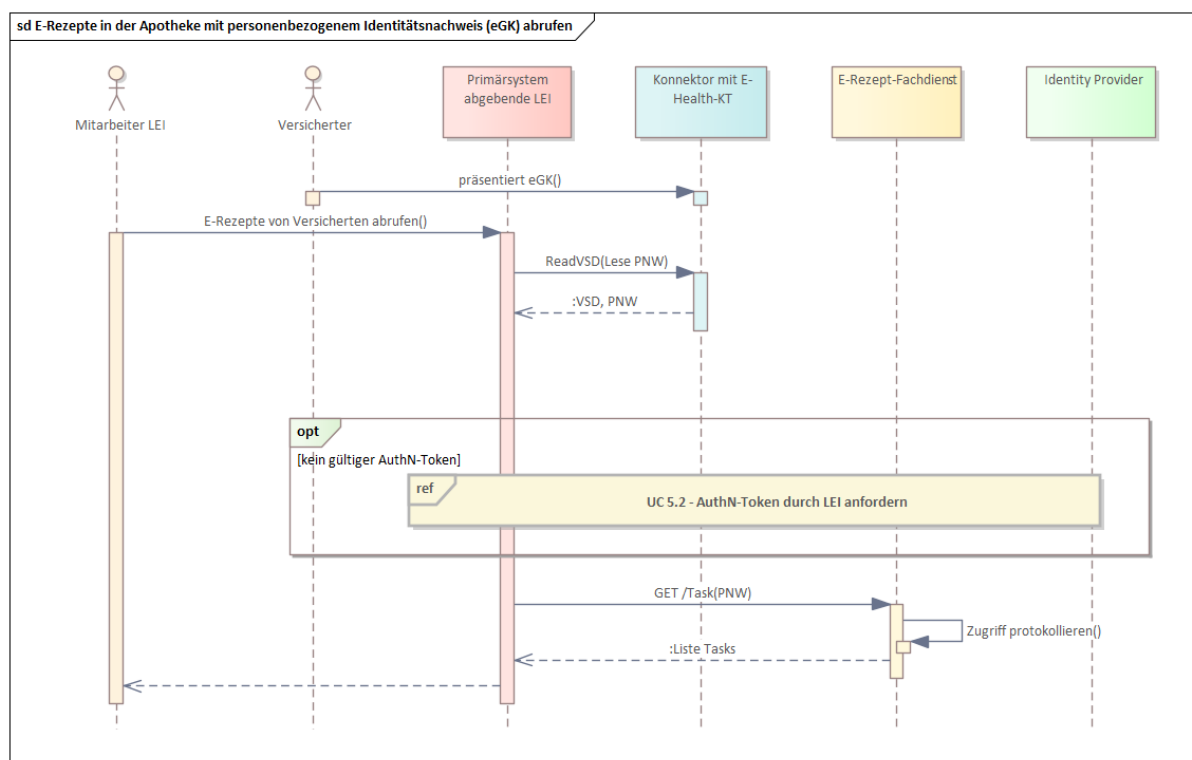 sd E-Rezepte in der Apotheke mit personenbezogenem Identitätsnachweis (eGK) abrufen
Mitarbeiter LEI
Versicherter
Primärsystem
abgebende LEI
Konnektor mit E-
Health-KT
E-Rezept-Fachdienst
Identity Provider
präsentiert eGK()
E-Rezepte von Versicherten abrufen()
ReadVSD(Lese PNW)
:VSD, PNW
opt
[kein gültiger AuthN-Token]
ref
UC 5.2 - AuthN-Token durch LEI anfordern
GET /Task(PNW)
Zugriff protokollieren()
:Liste Tasks